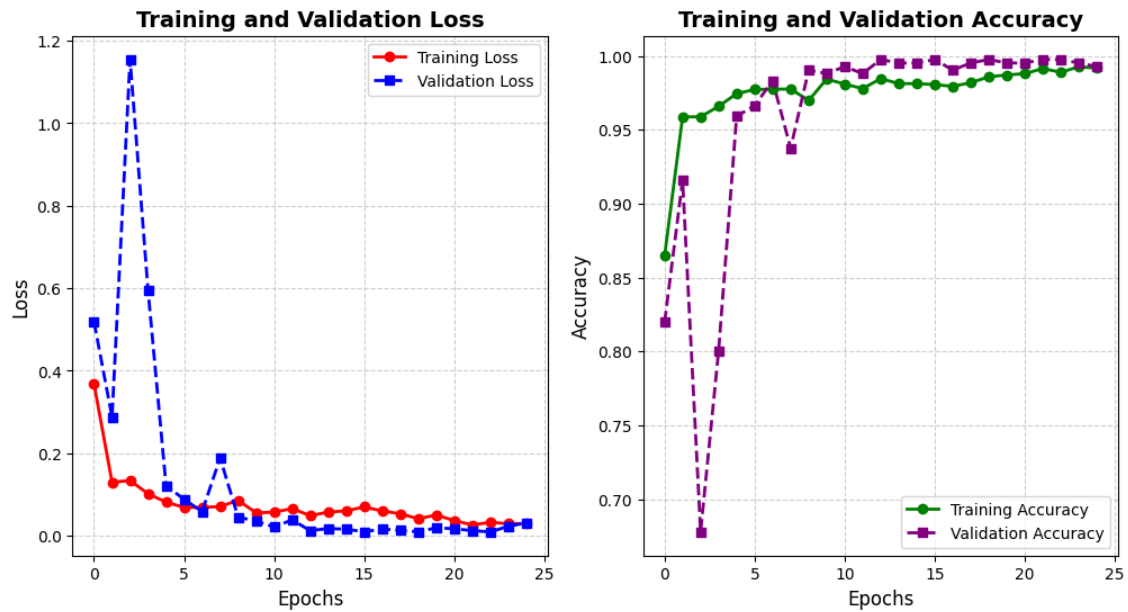 Training and Validation Loss
1.2
1.0
0.8
0.6
0.4
0.2
0.0
Loss
Training Loss
Validation Loss
0 5 10 15 20 25
Epochs
Training and Validation Accuracy
1.00
0.95
0.90
0.85
0.80
0.75
0.70
Accuracy
Training Accuracy
Validation Accuracy
0 5 10 15 20 25
Epochs